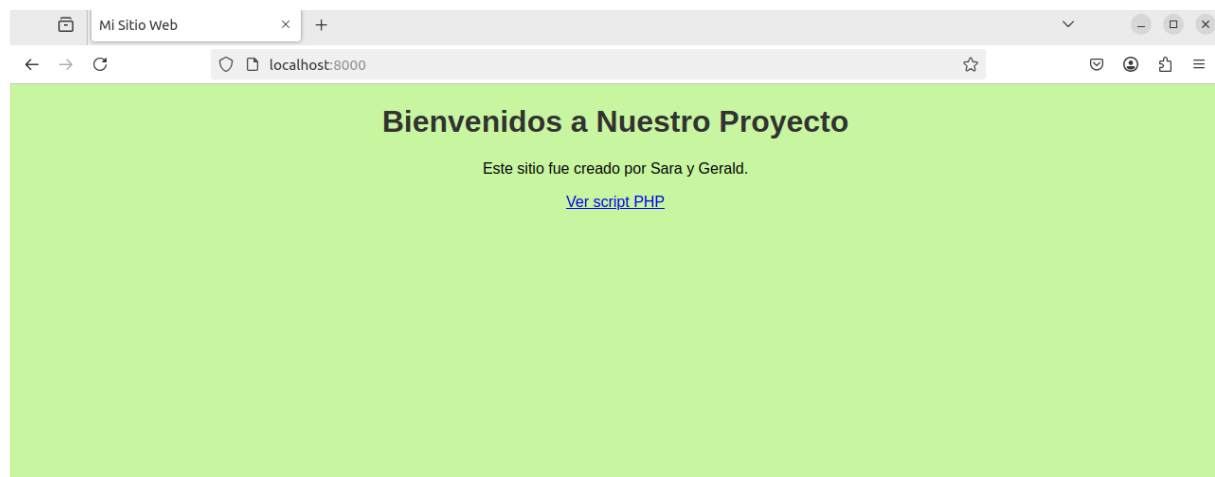 Mi Sitio Web
localhost:8000
Bienvenidos a Nuestro Proyecto
Este sitio fue creado por Sara y Gerald.
Ver script PHP